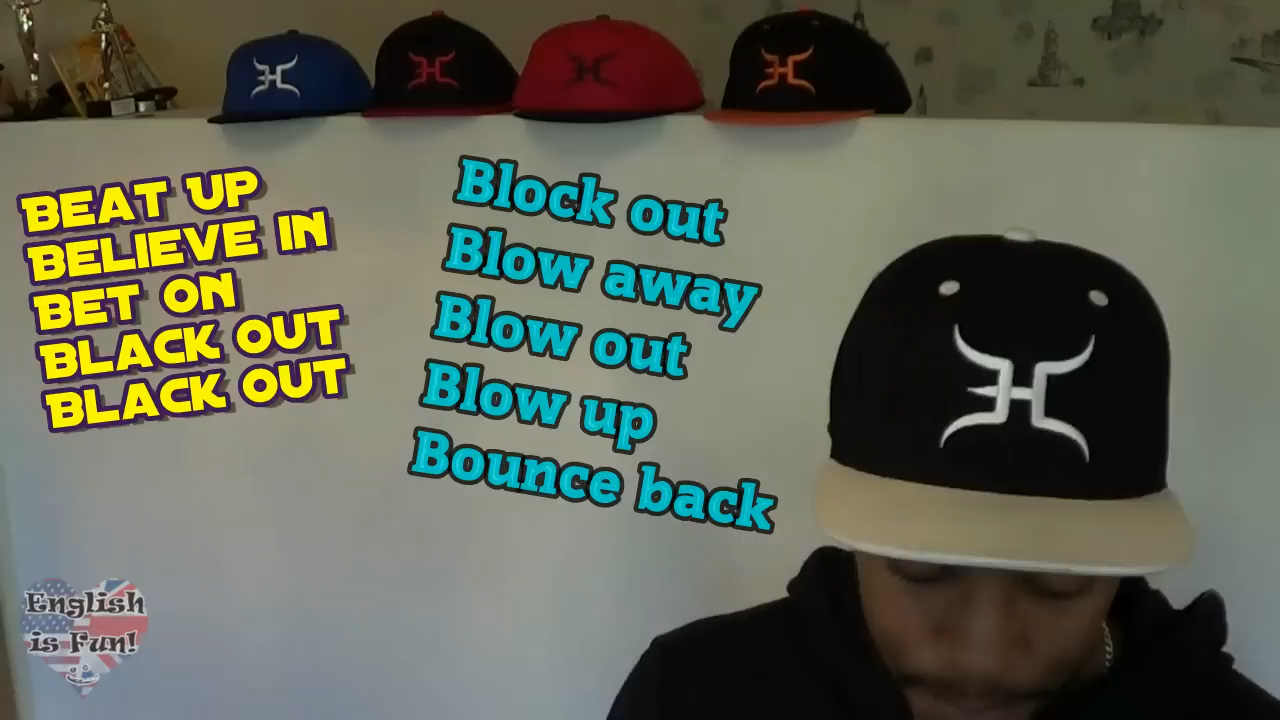 BEAT UP
BELIEVE IN
BET ON
BLACK OUT
BLACK OUT
Block out
Blow away
Blow out
Blow up
Bounce back
English
is Fun!